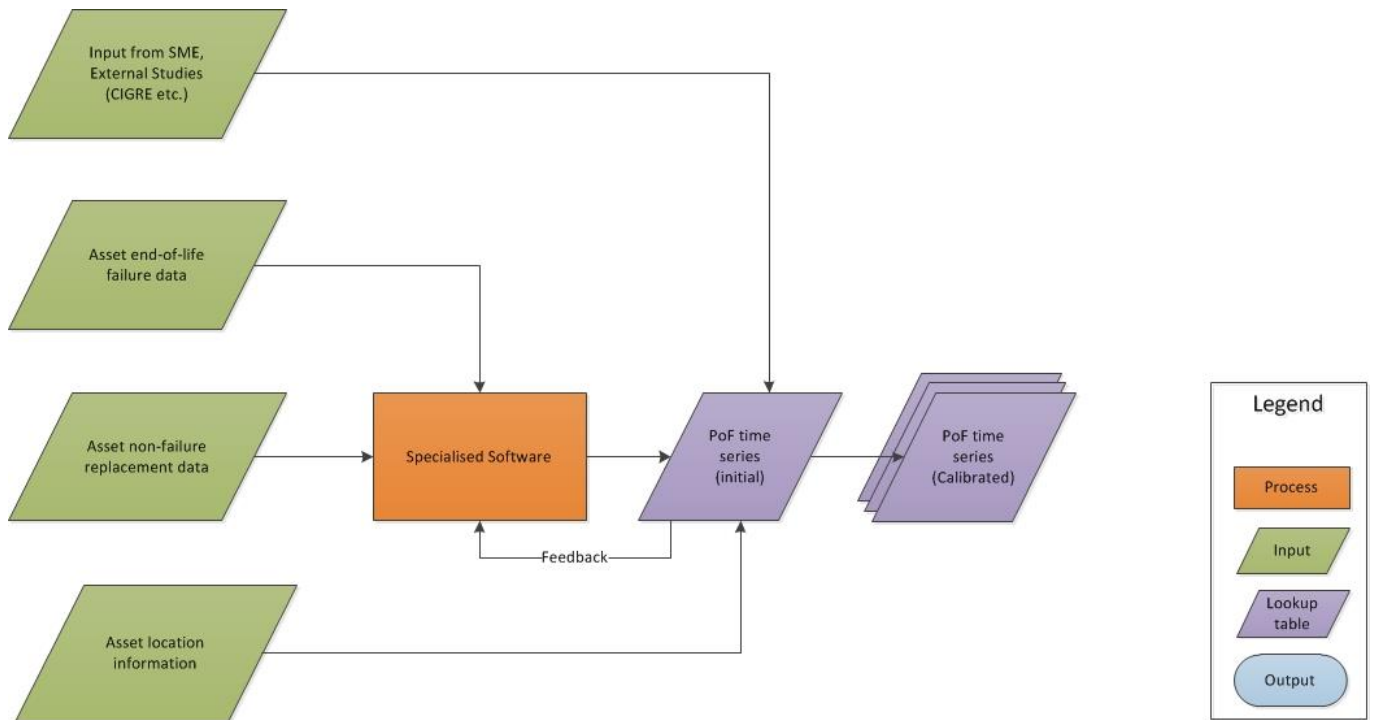 Input from SME,
External Studies
(CIGRE etc.)
Asset end-of-life
failure data
Asset non-failure
replacement data
Specialised Software
PoF time
series
(initial)
PoF time
series
(Calibrated)
Feedback
Asset location
information
Legend
Process
Input
Lookup
table
Output